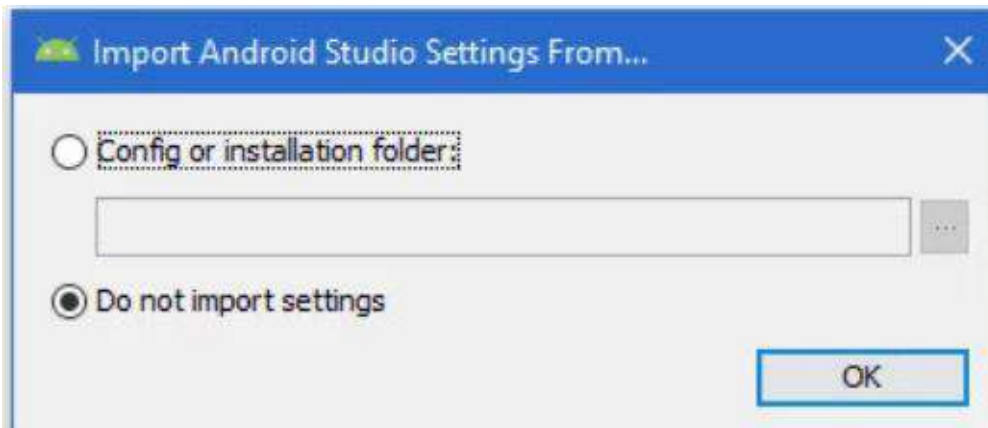 Import Android Studio Settings From...
Config or installation folder:
...
Do not import settings
OK